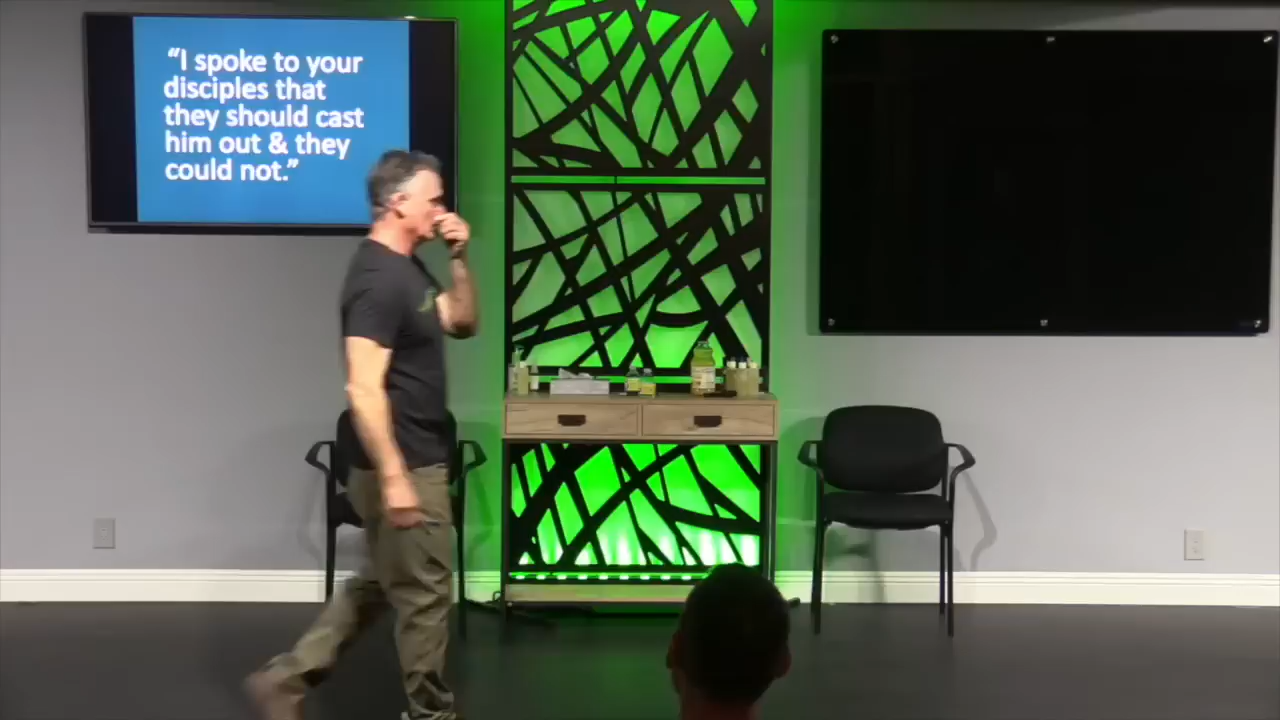 “I spoke to your
disciples that
they should cast
him out & they
could not.”